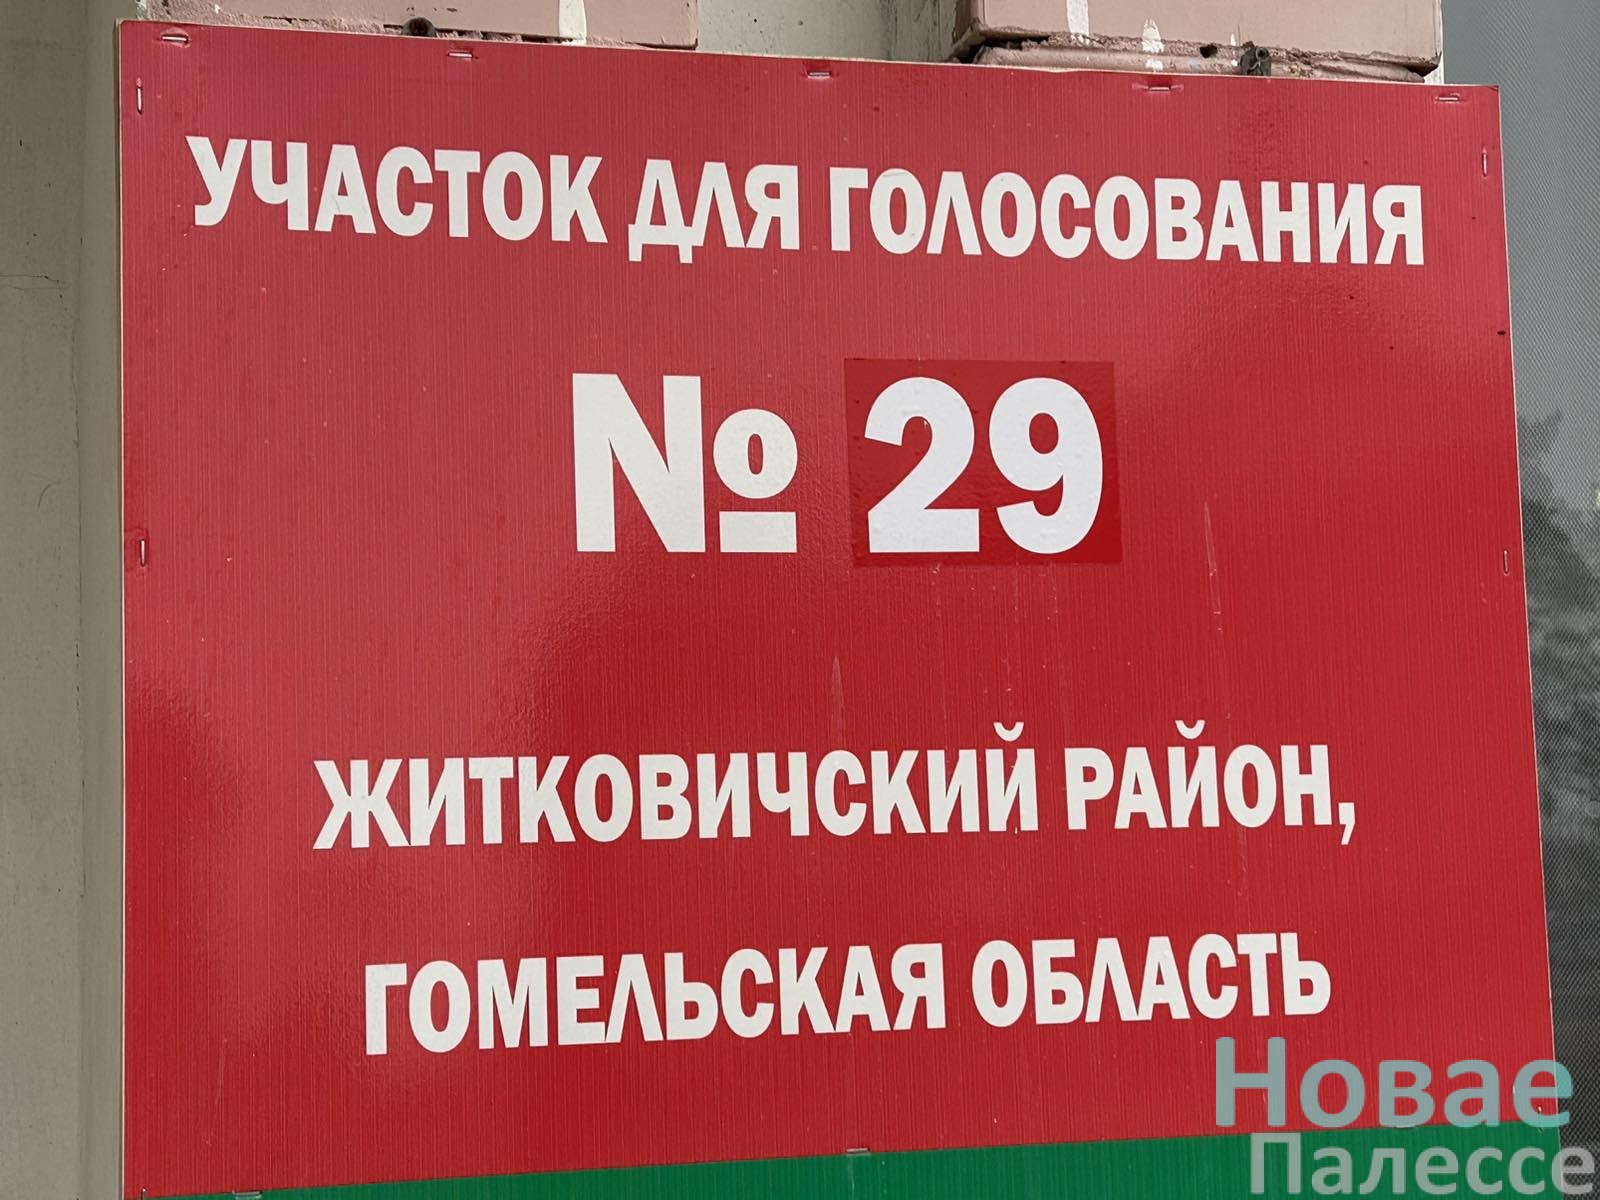 УЧАСТОК ДЛЯ ГОЛОСОВАНИЯ
№ 29
ЖИТКОВИЧСКИЙ РАЙОН,
ГОМЕЛЬСКАЯ ОБЛАСТЬ
Новае
Палессе